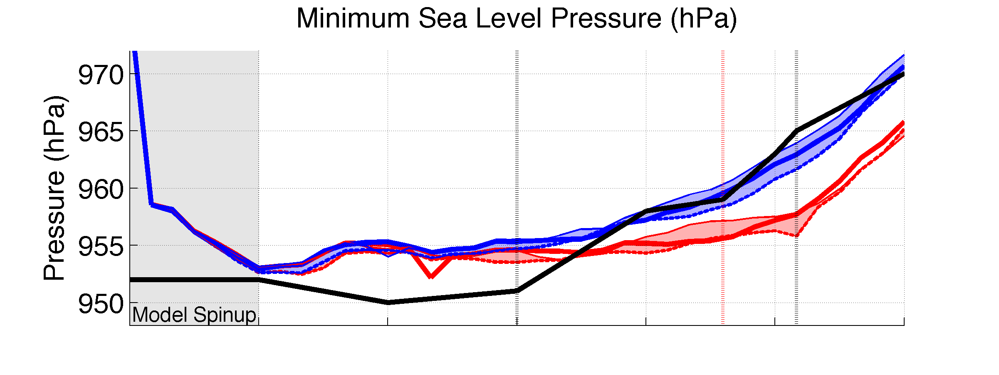 Minimum Sea Level Pressure (hPa)
Pressure (hPa)
970
965
960
955
950
Model Spinup